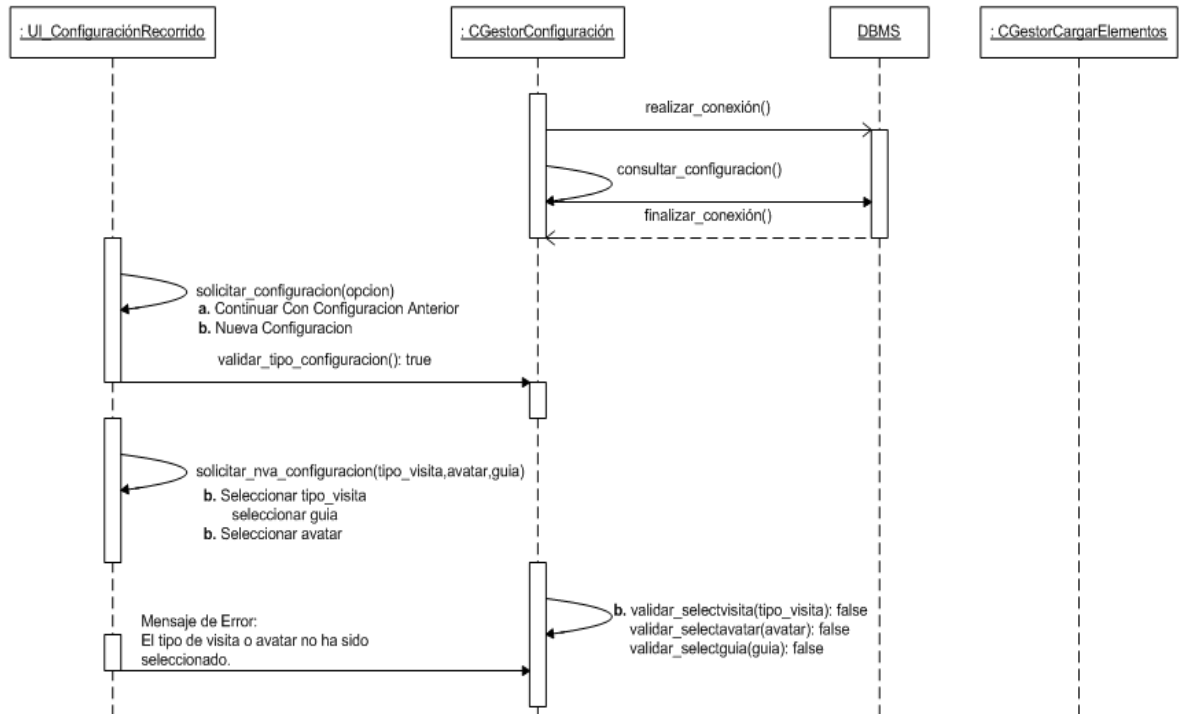 : UI_ConfiguraciónRecorrido
: CGestorConfiguración
DBMS
: CGestorCargarElementos
realizar_conexión()
consultar_configuracion()
finalizar_conexión()
solicitar_configuracion(opcion)
a. Continuar Con Configuracion Anterior
b. Nueva Configuracion
validar_tipo_configuracion(): true
solicitar_nva_configuracion(tipo_visita,avatar,guia)
b. Seleccionar tipo_visita
seleccionar guia
b. Seleccionar avatar
b. validar_selectvisita(tipo_visita): false
validar_selectavatar(avatar): false
validar_selectguia(guia): false
Mensaje de Error:
El tipo de visita o avatar no ha sido
seleccionado.